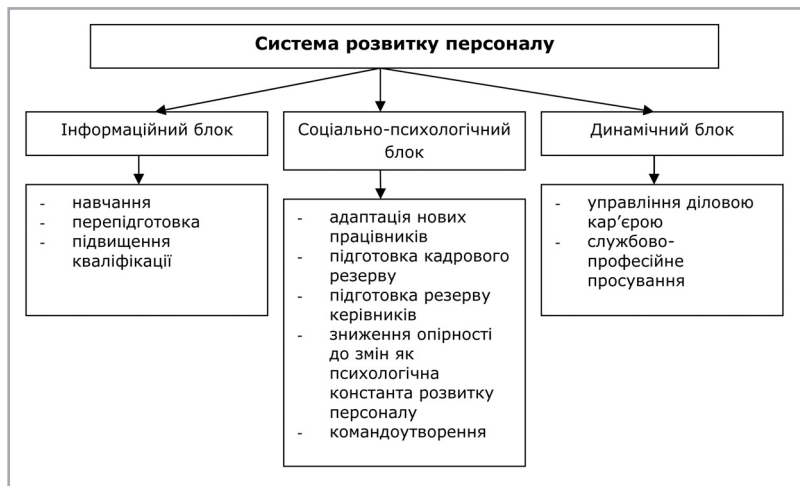 Система розвитку персоналу
Інформаційний блок
- навчання
- перепідготовка
- підвищення
кваліфікації
Соціально-психологічний
блок
- адаптація нових
працівників
- підготовка кадрового
резерву
- підготовка резерву
керівників
- зниження опірності
до змін як
психологічна
константа розвитку
персоналу
- командоутворення
Динамічний блок
- управління діловою
кар’єрою
- службово-
професійне
просування